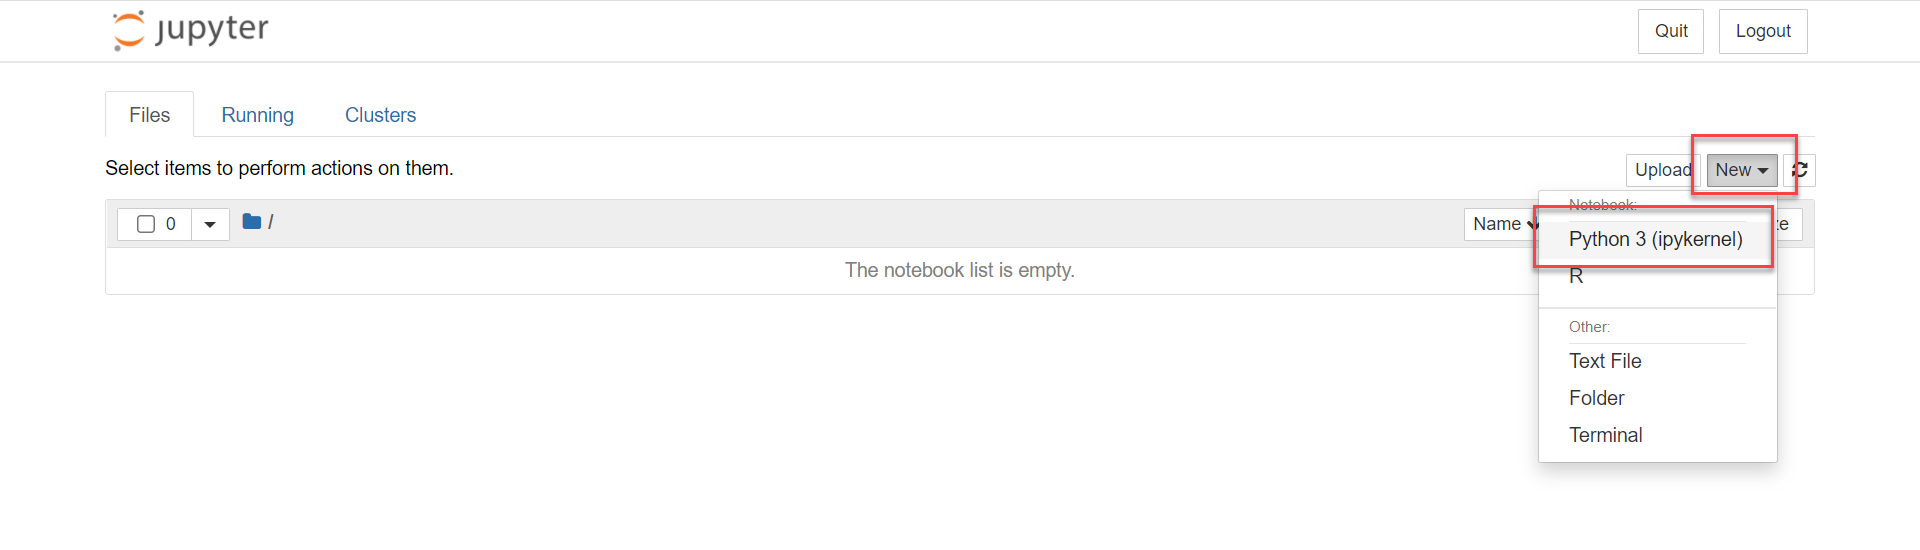 jupyter
Quit Logout
Files Running Clusters
Select items to perform actions on them.
Upload New
Notebook:
0 / Name
Python 3 (ipykernel)
The notebook list is empty.
R
Other:
Text File
Folder
Terminal